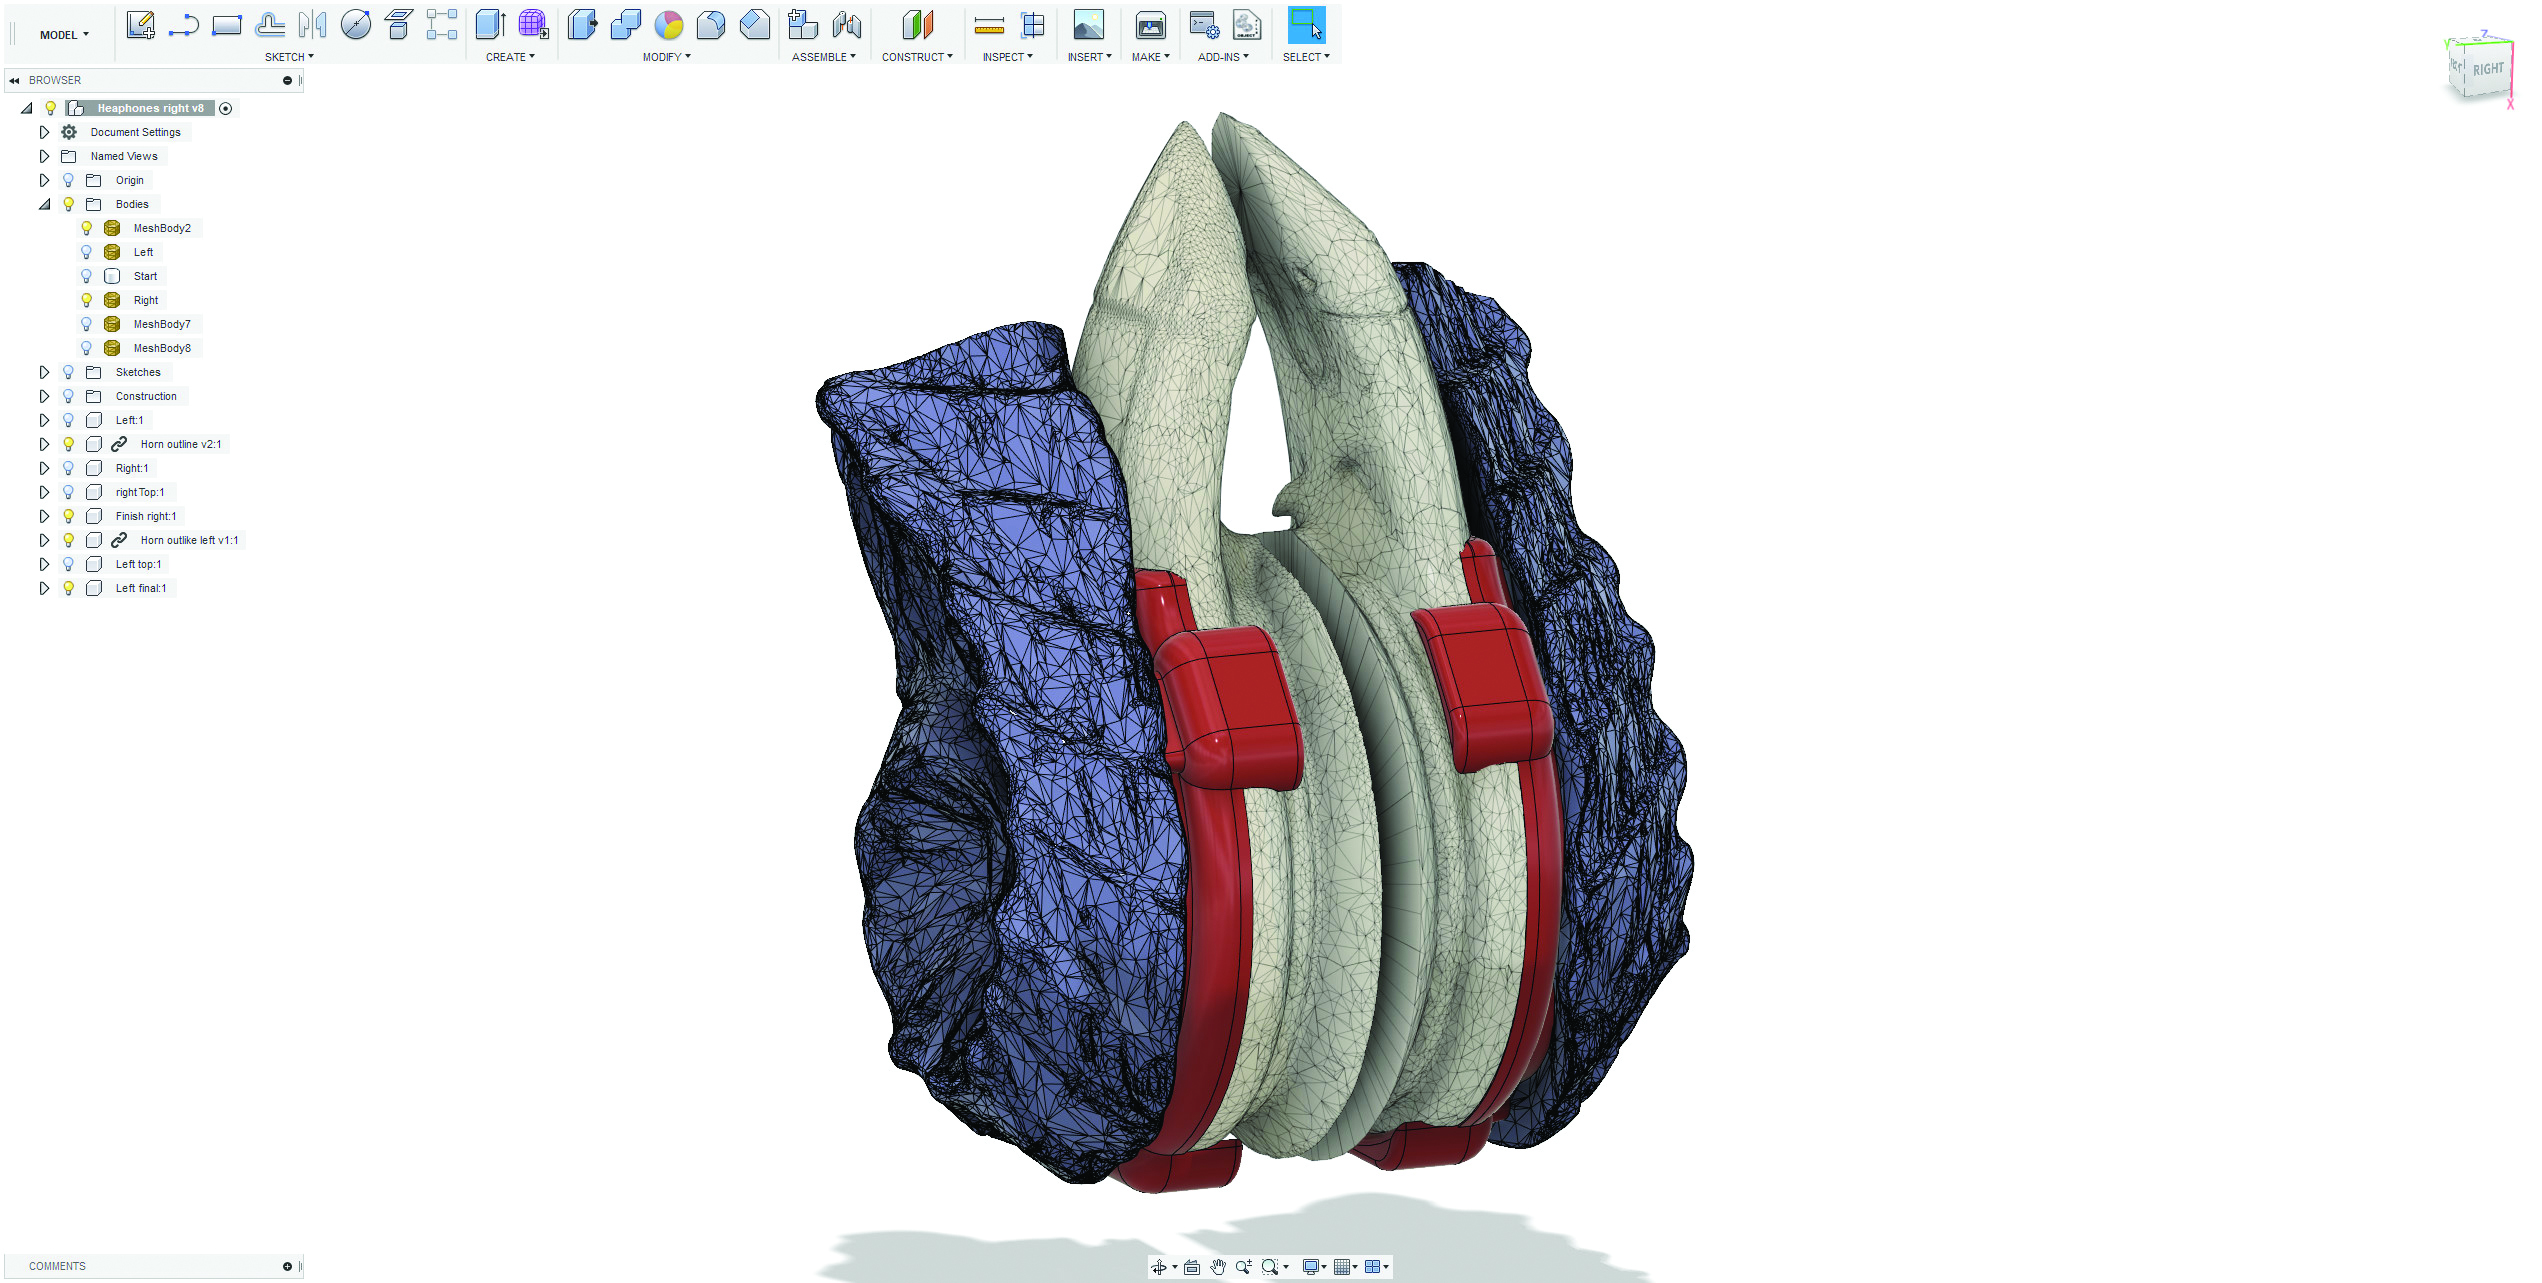 MODEL
SKETCH
CREATE
MODIFY
ASSEMBLE
CONSTRUCT
INSPECT
INSERT
MAKE
ADD-INS
SELECT
BROWSER
Heaphones right v8
Document Settings
Named Views
Origin
Bodies
MeshBody2
Left
Start
Right
MeshBody7
MeshBody8
Sketches
Construction
Left:1
Horn outline v2:1
Right:1
rightTop:1
Finish right:1
Horn outlike left v1:1
Left top:1
Left final:1
Z
Y
RIGHT
X
COMMENTS